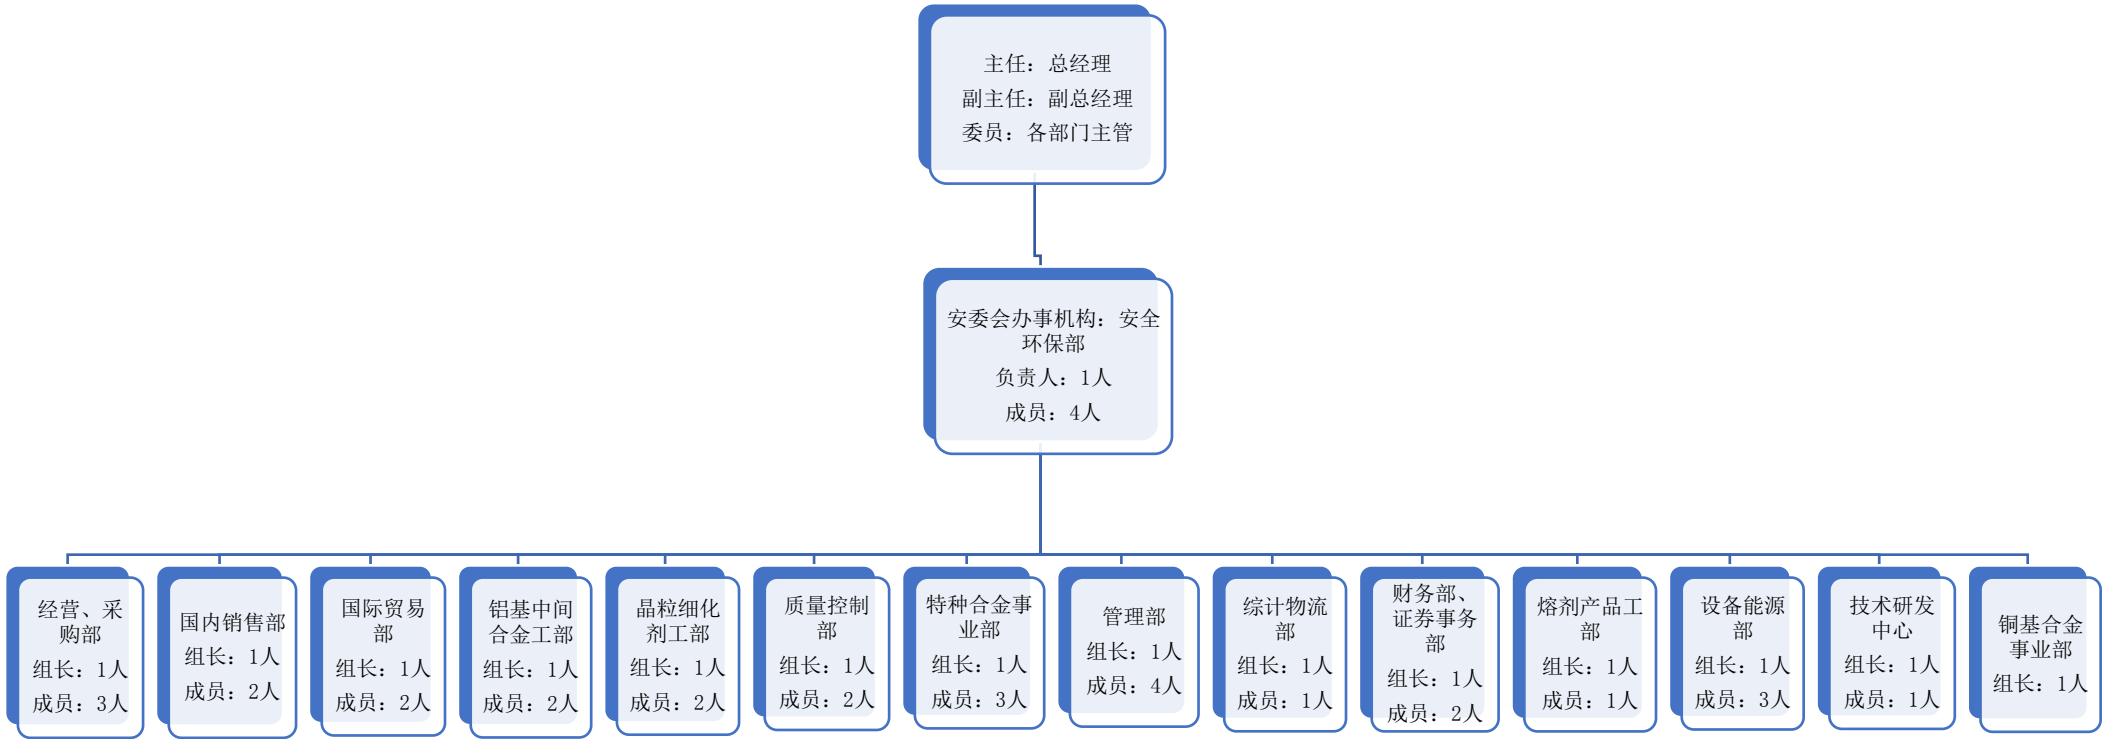 主任：总经理
副主任：副总经理
委员：各部门主管
安委会办事机构：安全
环保部
负责人：1人
成员：4人
经营、采
购部
组长：1人
成员：3人
国内销售部
组长：1人
成员：2人
国际贸易
部
组长：1人
成员：2人
铝基中间
合金工部
组长：1人
成员：2人
晶粒细化
剂工部
组长：1人
成员：2人
质量控制
部
组长：1人
成员：2人
特种合金事
业部
组长：1人
成员：3人
管理部
组长：1人
成员：4人
综计物流
部
组长：1人
成员：1人
财务部、
证券事务
部
组长：1人
成员：2人
熔剂产品工
部
组长：1人
成员：1人
设备能源
部
组长：1人
成员：3人
技术研发
中心
组长：1人
成员：1人
铜基合金
事业部
组长：1人